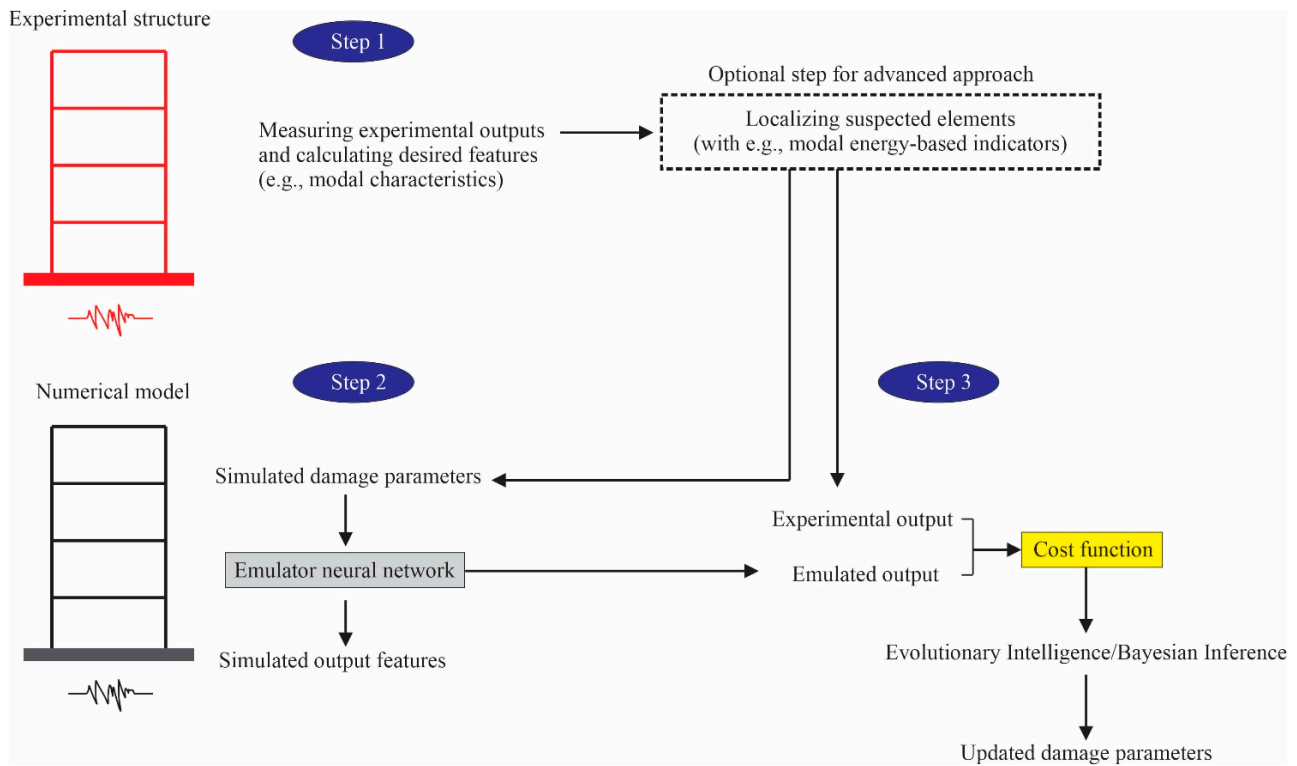 Experimental structure
Step 1
Optional step for advanced approach
Localizing suspected elements
(with e.g., modal energy-based indicators)
Measuring experimental outputs
and calculating desired features
(e.g., modal characteristics)
Step 2
Step 3
Numerical model
Simulated damage parameters
Emulator neural network
Simulated output features
Experimental output
Emulated output
Cost function
Evolutionary Intelligence/Bayesian Inference
Updated damage parameters